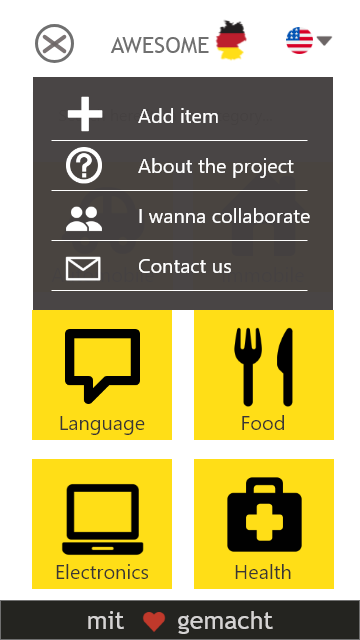 AWESOME
Add item
About the project
I wanna collaborate
Contact us
Language
Food
Electronics
Health
mit gemacht